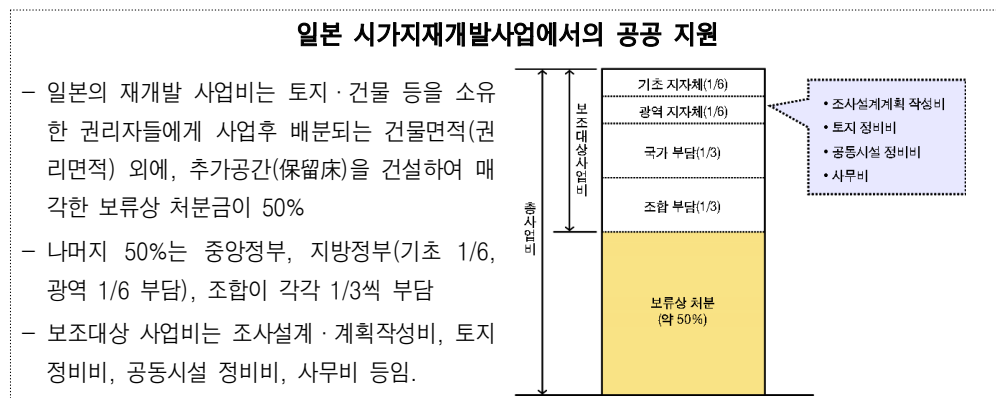 일본 시가지재개발사업에서의 공공 지원
– 일본의 재개발 사업비는 토지 · 건물 등을 소유
한 권리자들에게 사업후 배분되는 건물면적(권
리면적) 외에, 추가공간(保留床)을 건설하여 매
각한 보류상 처분금이 50%
– 나머지 50%는 중앙정부, 지방정부(기초 1/6,
광역 1/6 부담), 조합이 각각 1/3씩 부담
– 보조대상 사업비는 조사설계 · 계획작성비, 토지
정비비, 공동시설 정비비, 사무비 등임.
총사업비
보조대상사업비
기초 지자체(1/6)
광역 지자체(1/6)
국가 부담(1/3)
조합 부담(1/3)
보류상 처분
(약 50%)
• 조사설계계획 작성비
• 토지 정비비
• 공동시설 정비비
• 사무비